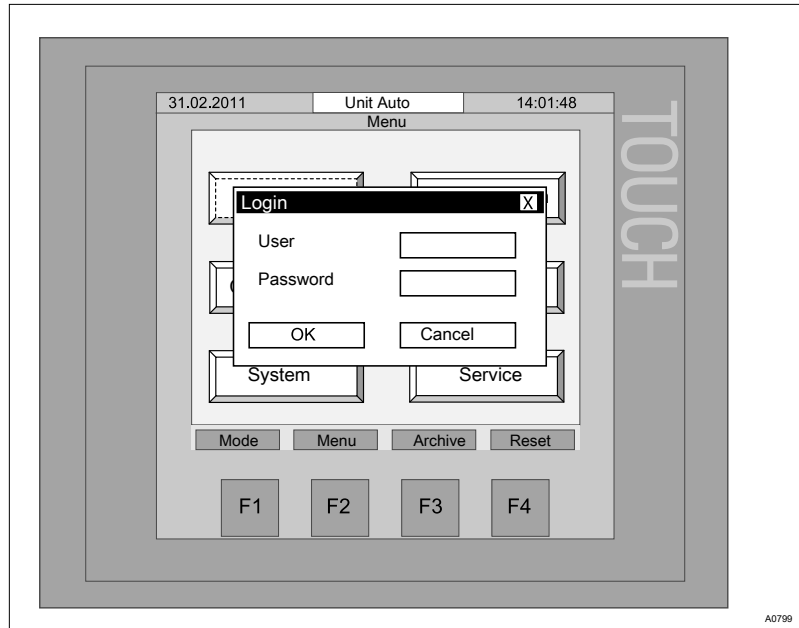 31.02.2011 Unit Auto 14:01:48
Menu
TOUCH
Login X
User
Password
OK Cancel
System Service
Mode Menu Archive Reset
F1 F2 F3 F4
A0799